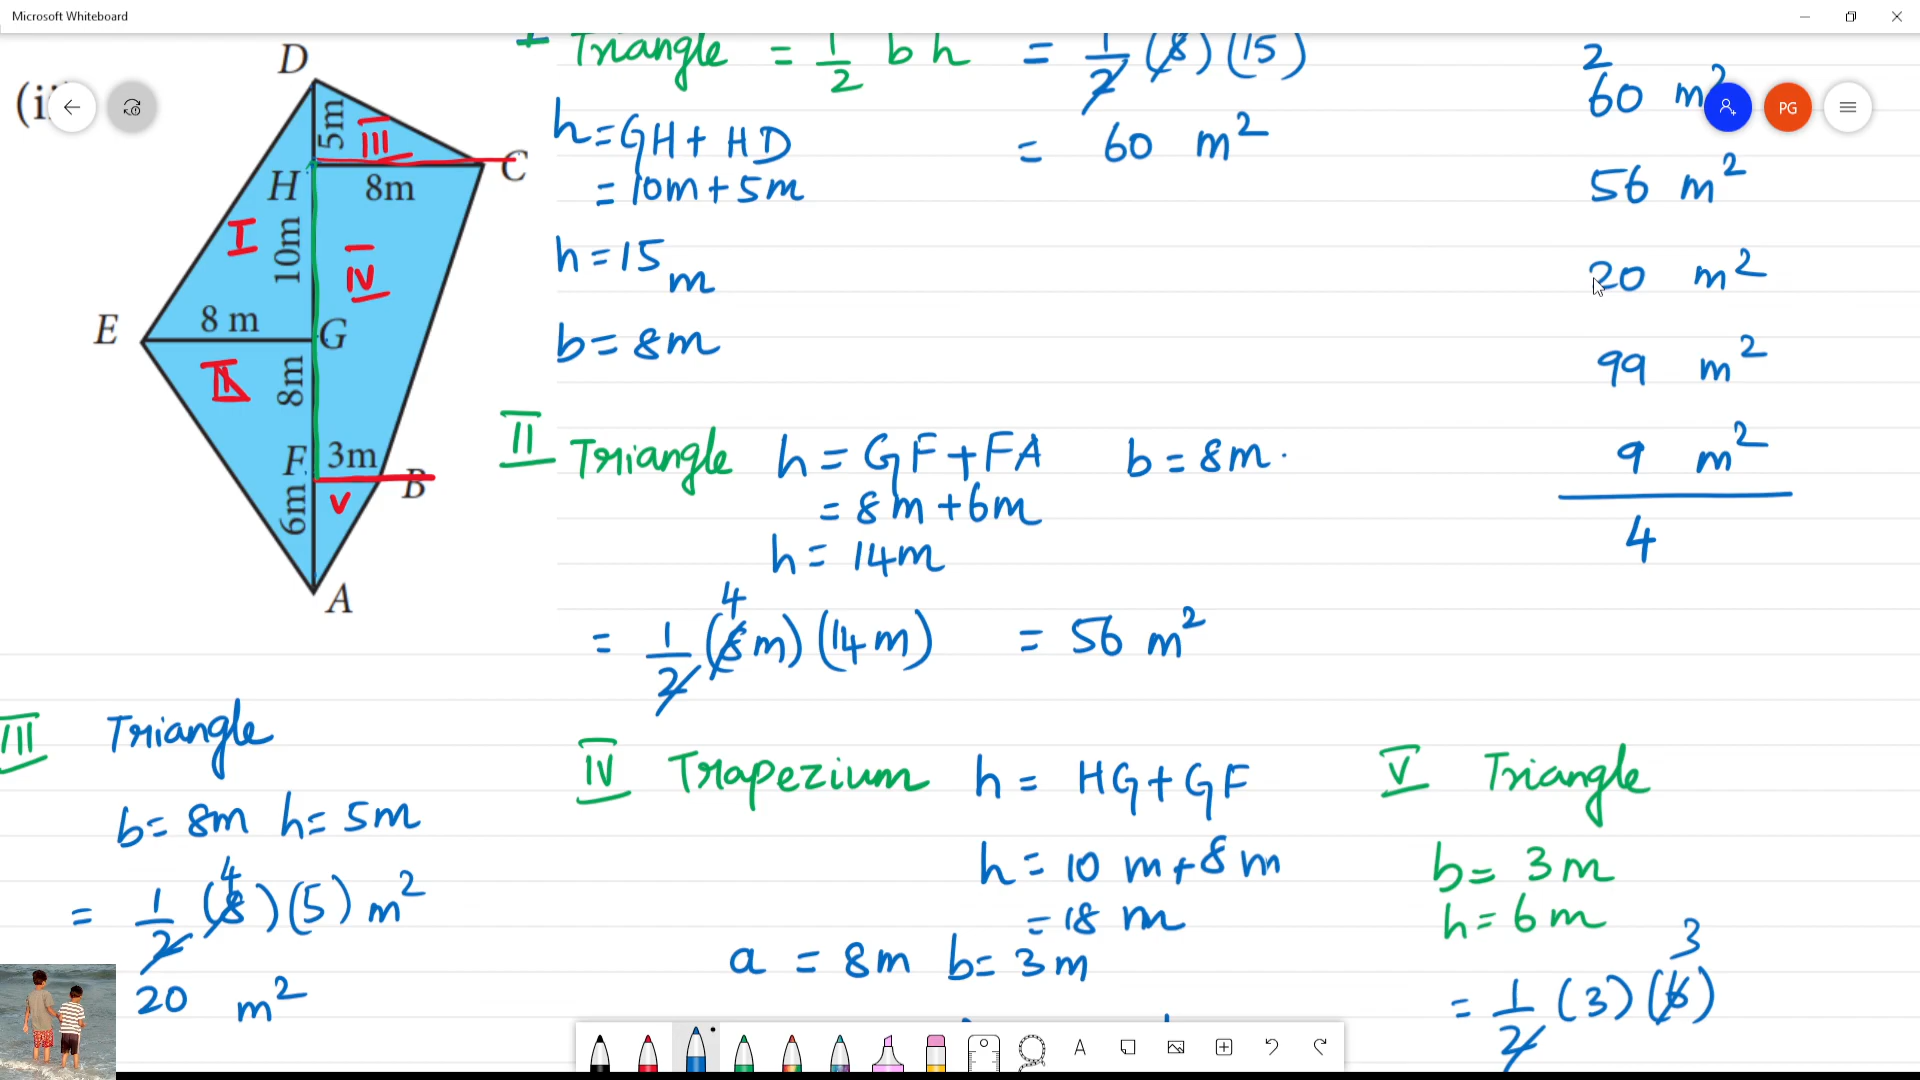 Microsoft Whiteboard
(i
D
5m
III
C
H
8m
I
10m
IV
E
8 m
G
II
8m
F
3m
B
6m
V
A
I Triangle = 1/2 b h = 1/2 (8) (15)
h = GH + HD = 60 m²
= 10m + 5m
h = 15 m
b = 8m
II Triangle h = GF + FA b = 8m.
= 8m + 6m
h = 14m
4
= 1/2 (8m) (14m) = 56 m²
2
60 m²
56 m²
20 m²
99 m²
9 m²
4
PG
III Triangle
b = 8m h = 5m
4
= 1/2 (8) (5) m²
20 m²
IV Trapezium h = HG + GF
h = 10 m + 8 m
= 18 m
a = 8m b = 3m
V Triangle
b = 3m
h = 6m
3
= 1/2 (3) (6)
A